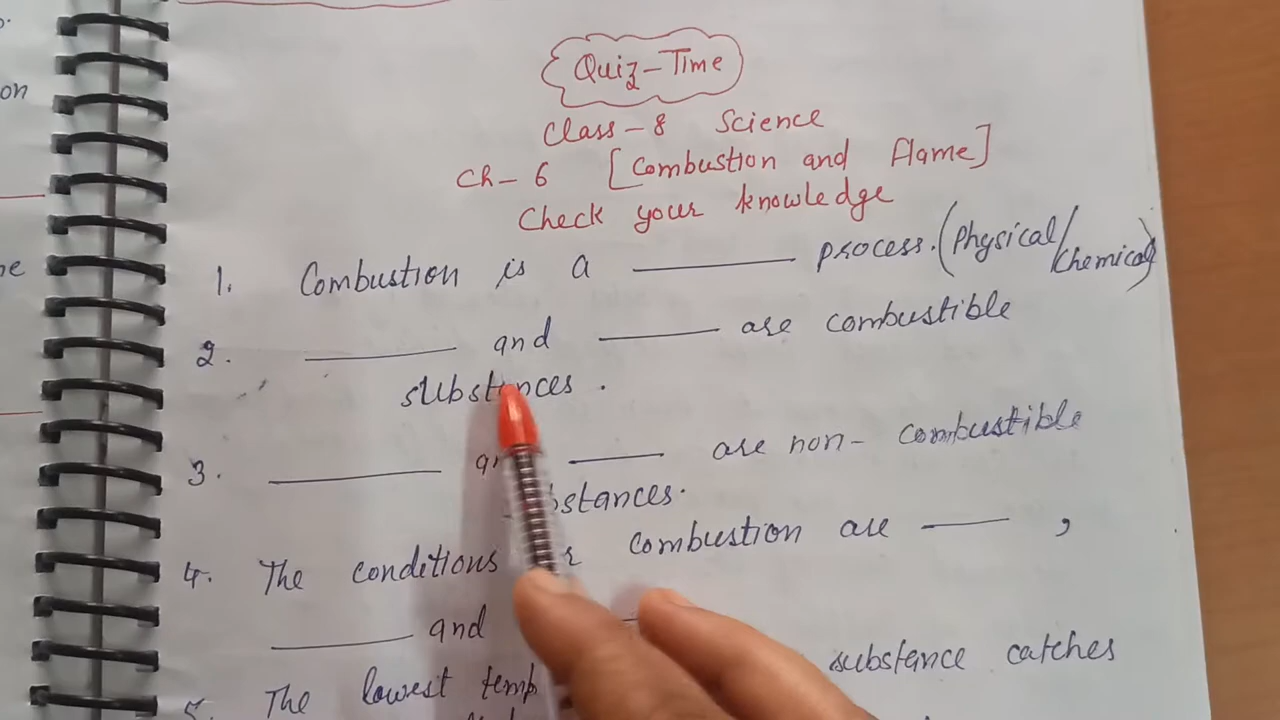 on
Quiz-Time
Class-8 Science
Ch-6 [Combustion and Flame]
Check your knowledge
1. Combustion is a ______ process.(Physical/Chemical)
2. ______ and ______ are combustible
substances.
3. ______ ______ are non-combustible
4. The conditions combustion are ______,
______ and
5. The lowest temp substance catches